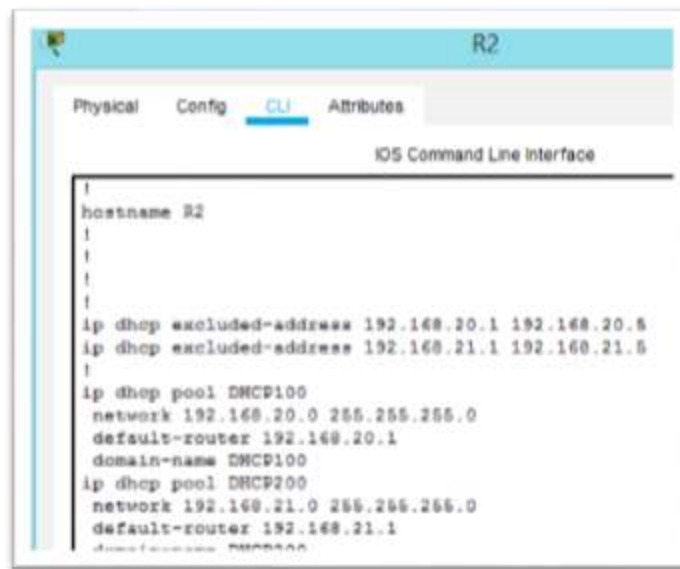 R2
Physical Config CLI Attributes
IOS Command Line Interface
!
hostname R2
!
!
!
!
ip dhcp excluded-address 192.168.20.1 192.168.20.5
ip dhcp excluded-address 192.168.21.1 192.168.21.5
!
ip dhcp pool DHCP100
network 192.168.20.0 255.255.255.0
default-router 192.168.20.1
domain-name DHCP100
ip dhcp pool DHCP200
network 192.168.21.0 255.255.255.0
default-router 192.168.21.1